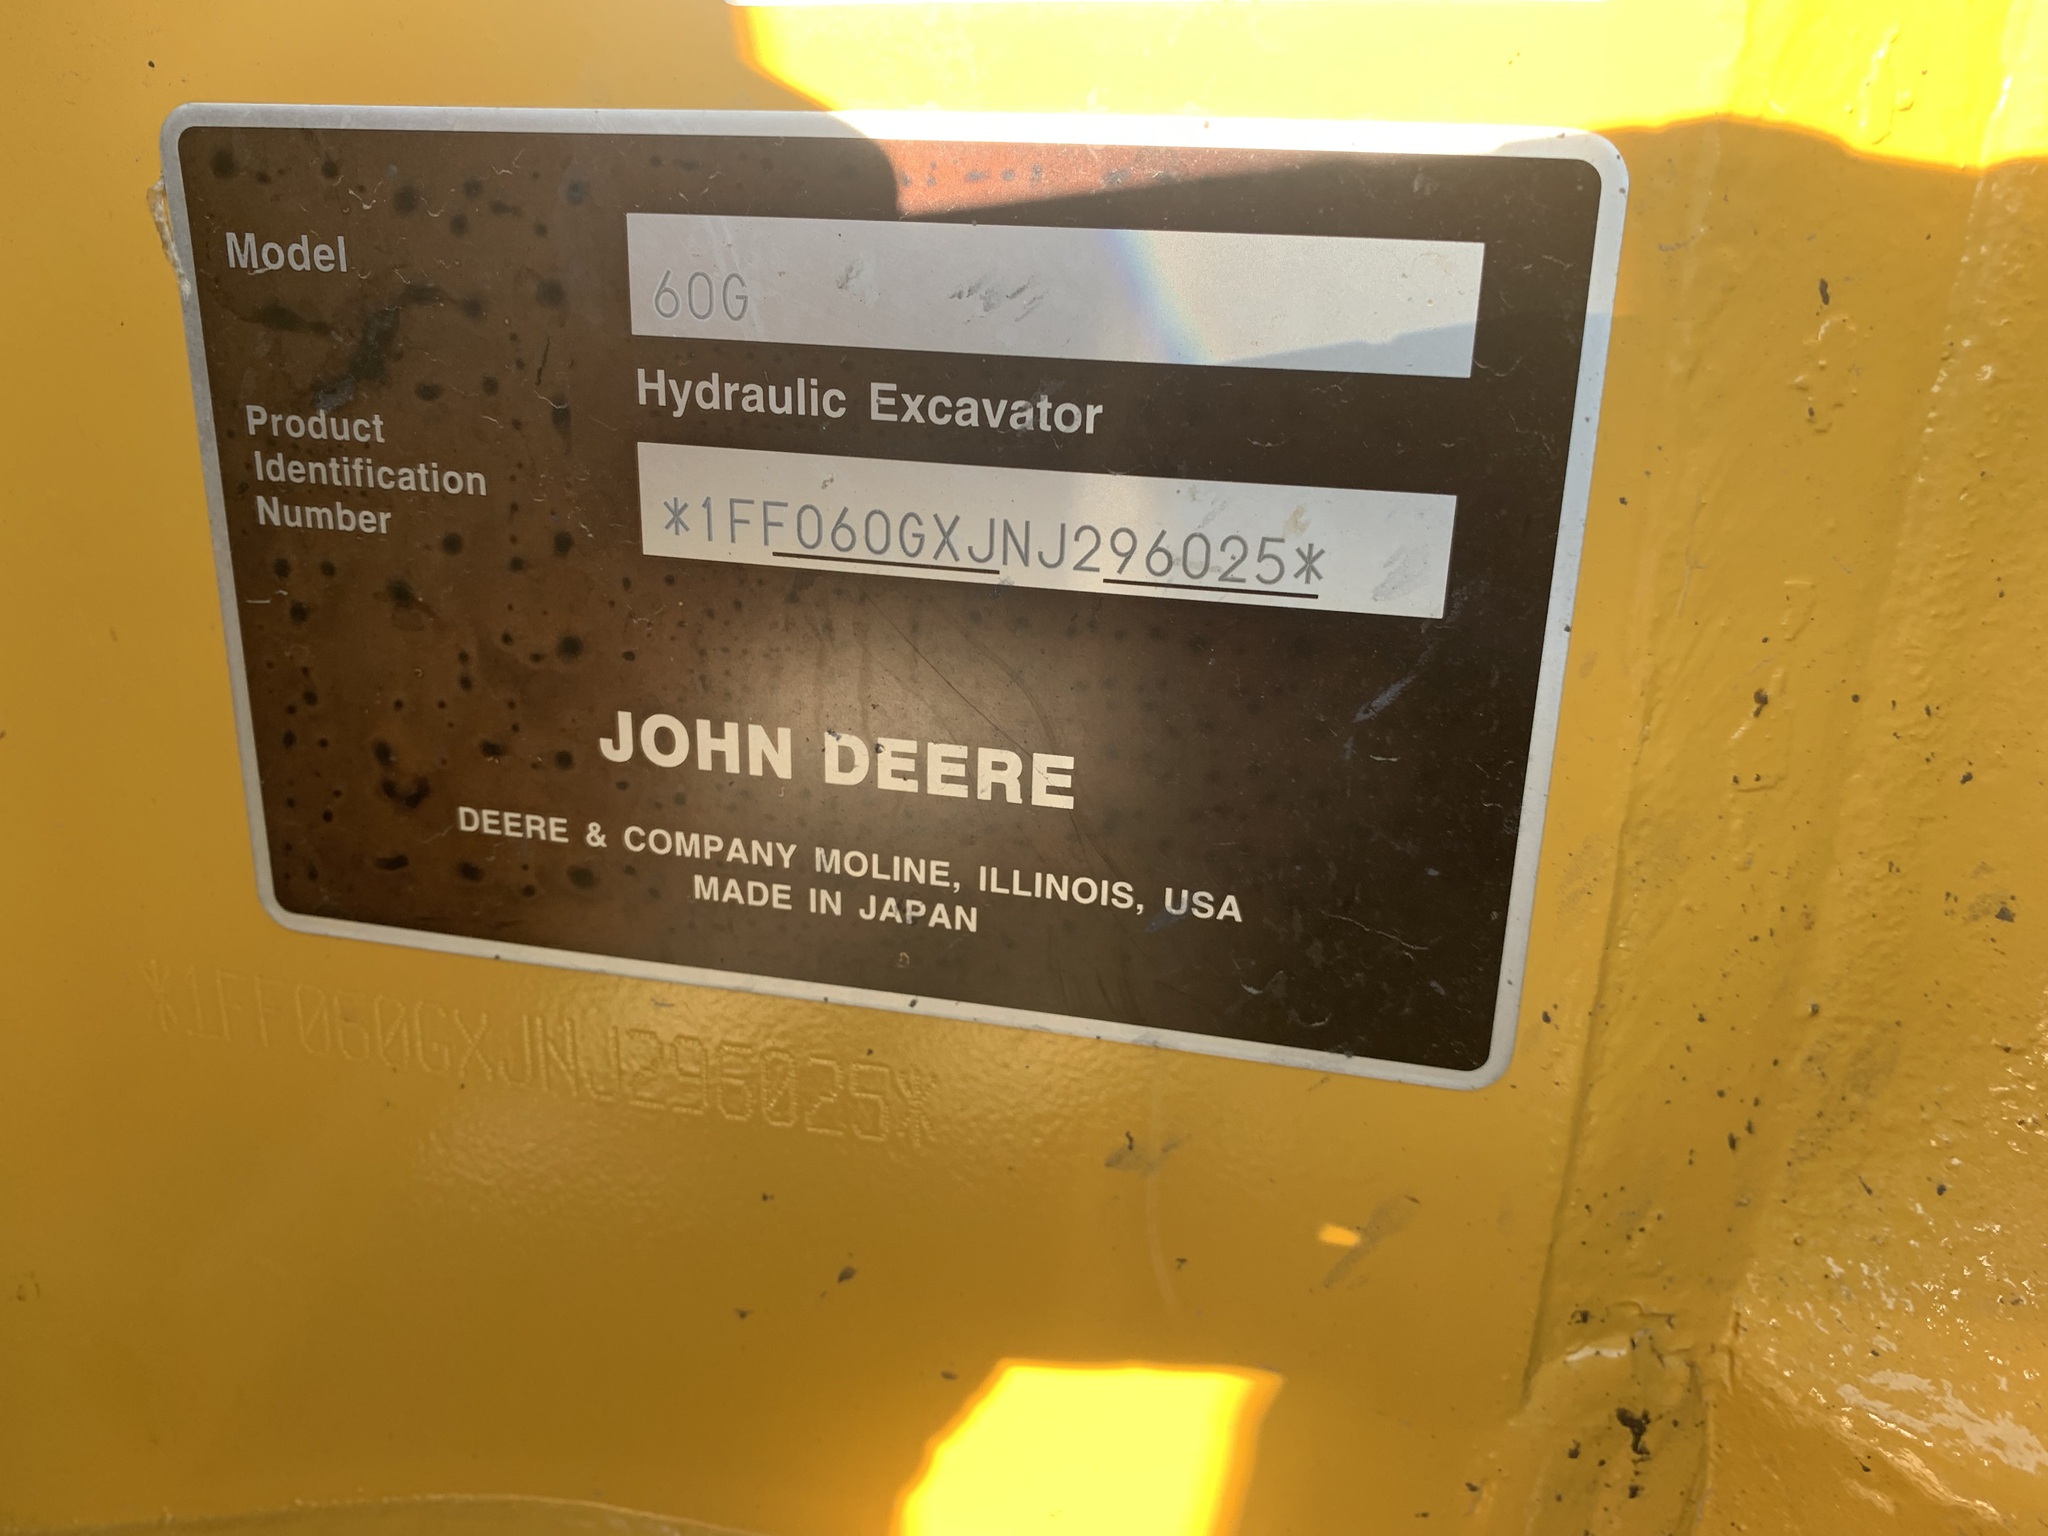 Model
60G
Hydraulic Excavator
Product
Identification
Number
*1FF060GXJNJ296025*
JOHN DEERE
DEERE & COMPANY MOLINE, ILLINOIS, USA
MADE IN JAPAN
*1FF060GXJNJ296025*